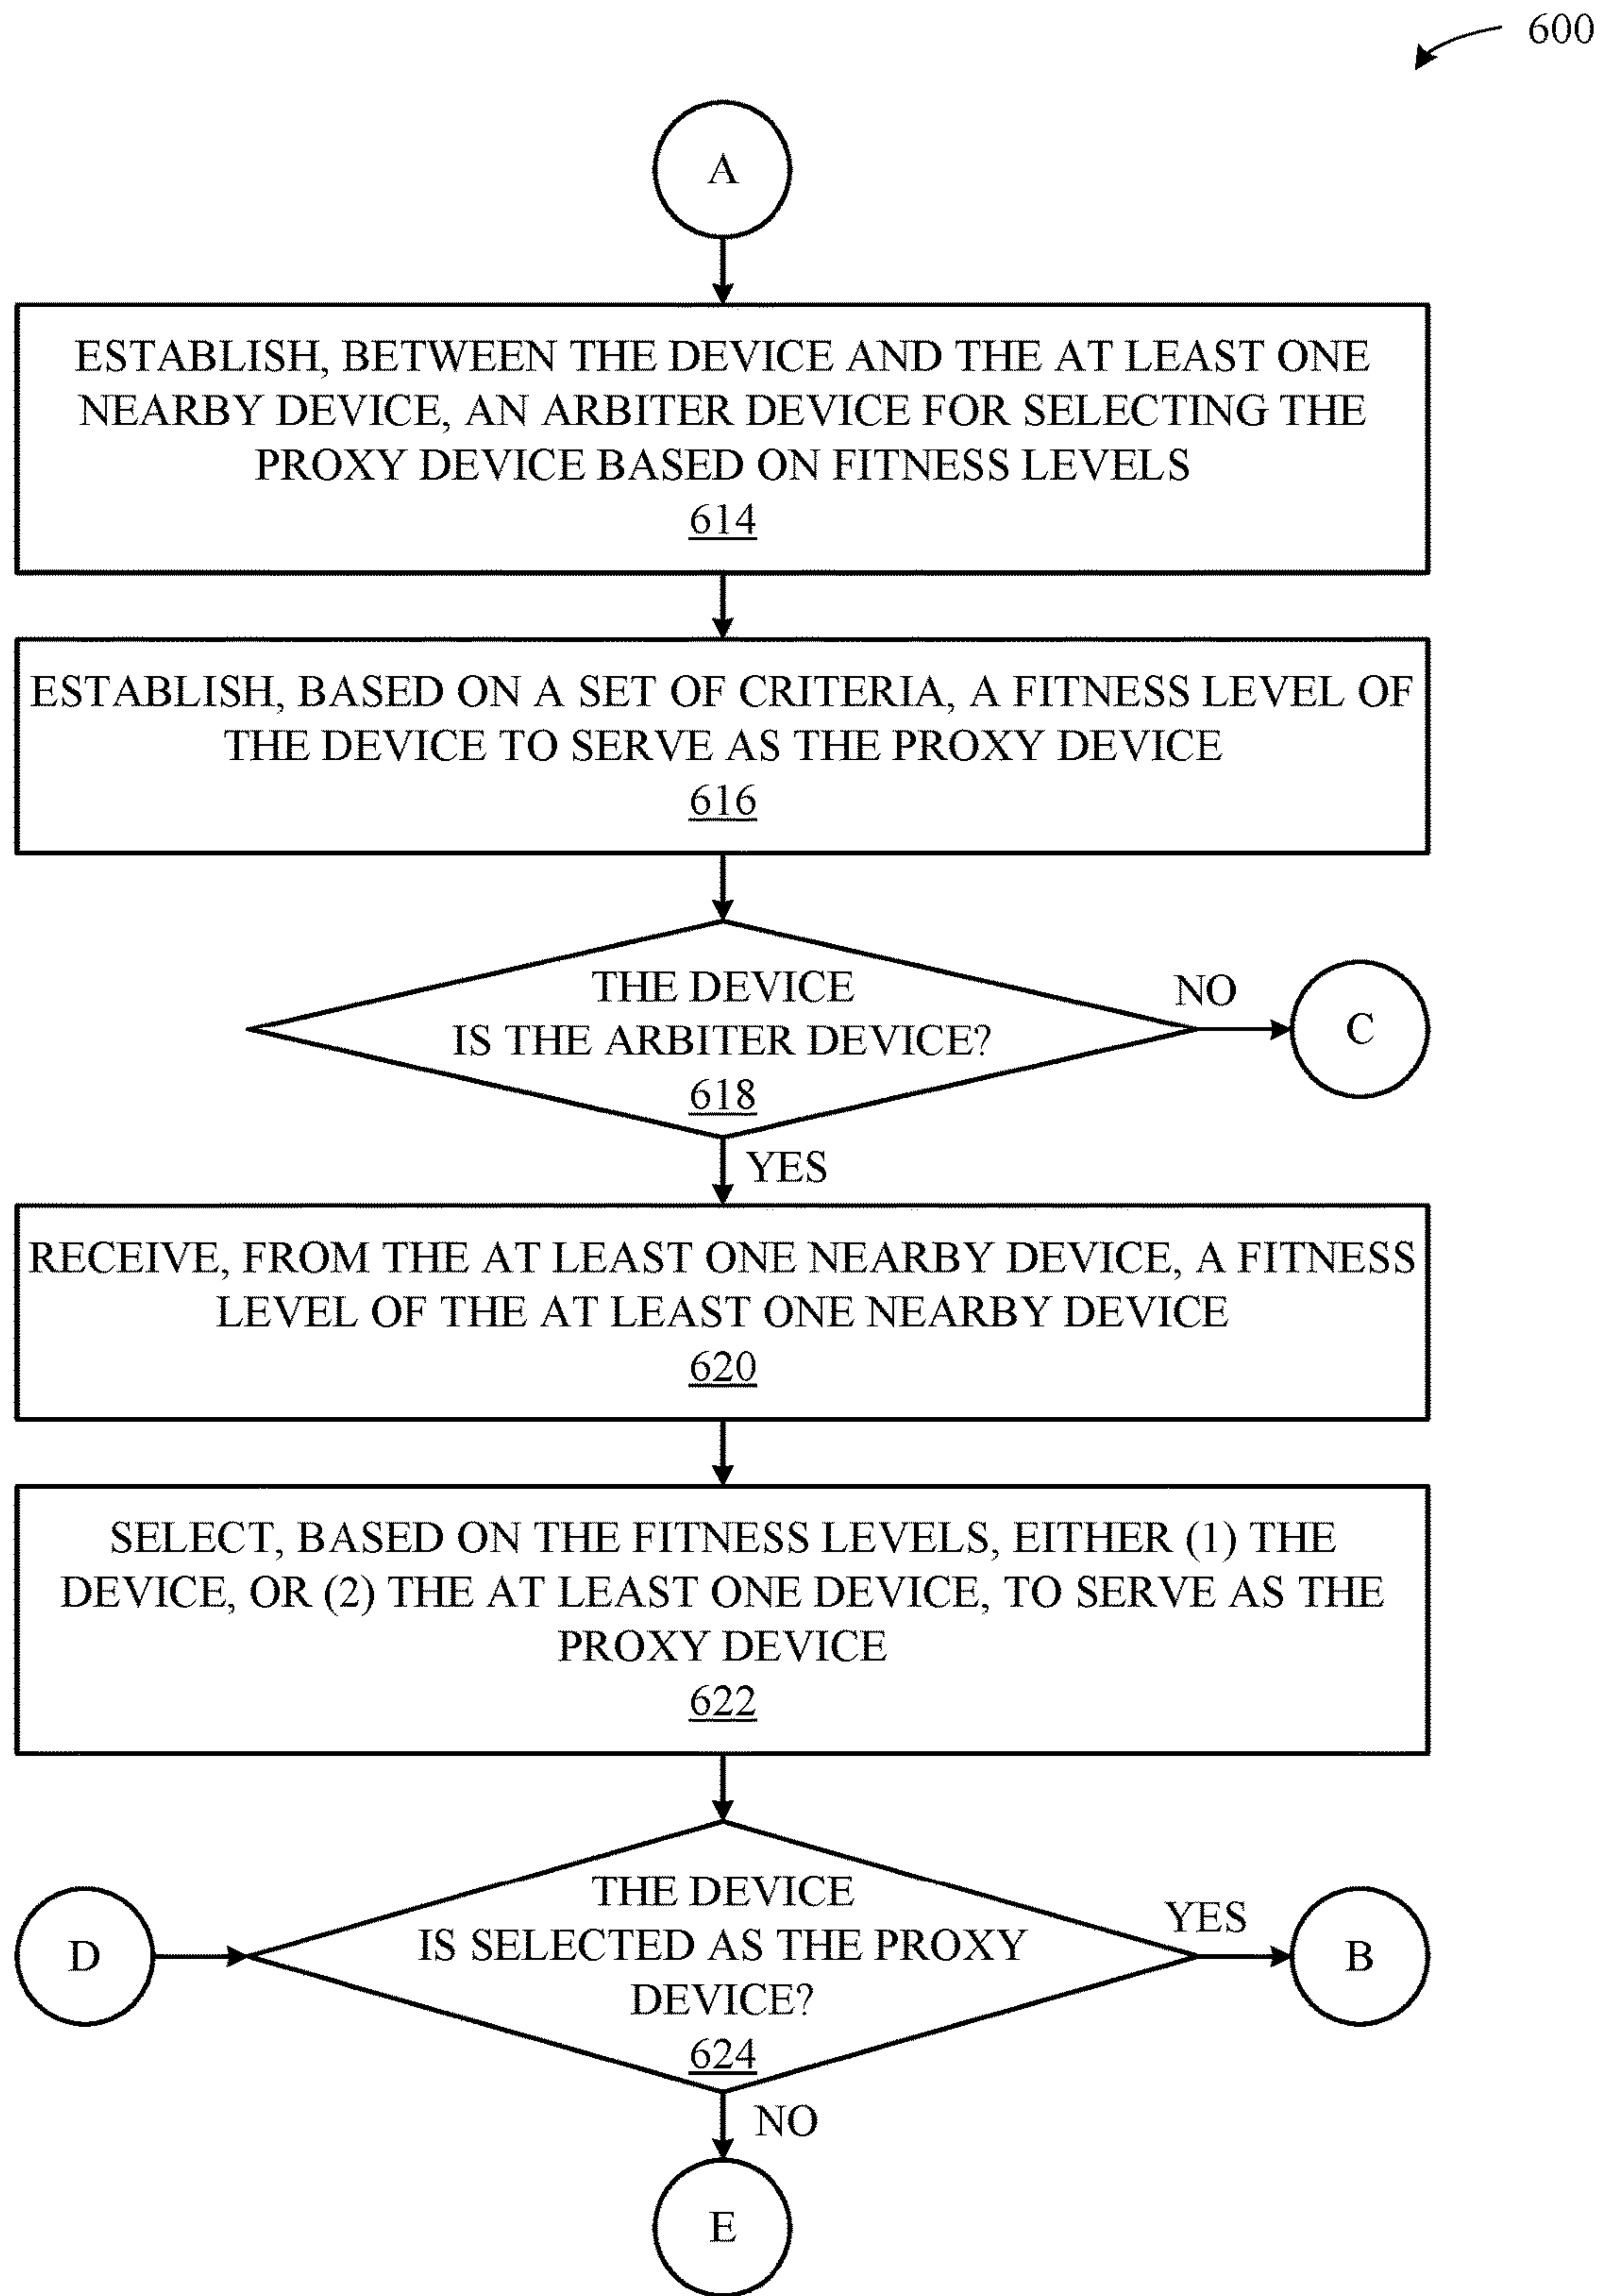 600
A
ESTABLISH, BETWEEN THE DEVICE AND THE AT LEAST ONE
NEARBY DEVICE, AN ARBITER DEVICE FOR SELECTING THE
PROXY DEVICE BASED ON FITNESS LEVELS
614
ESTABLISH, BASED ON A SET OF CRITERIA, A FITNESS LEVEL OF
THE DEVICE TO SERVE AS THE PROXY DEVICE
616
THE DEVICE
IS THE ARBITER DEVICE?
618
NO
C
YES
RECEIVE, FROM THE AT LEAST ONE NEARBY DEVICE, A FITNESS
LEVEL OF THE AT LEAST ONE NEARBY DEVICE
620
SELECT, BASED ON THE FITNESS LEVELS, EITHER (1) THE
DEVICE, OR (2) THE AT LEAST ONE DEVICE, TO SERVE AS THE
PROXY DEVICE
622
D
THE DEVICE
IS SELECTED AS THE PROXY
DEVICE?
624
YES
B
NO
E